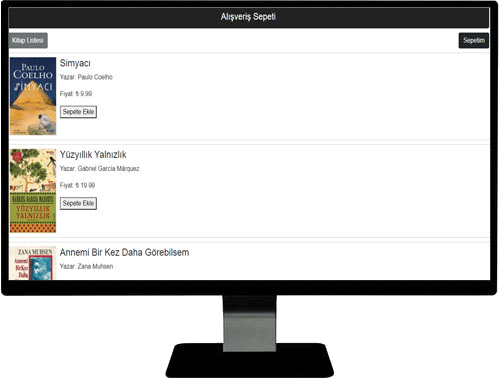 Alışveriş Sepeti
Kitap Listesi
Sepetim
PAULO
COELHO
SİMYACI
Simyacı
Yazar: Paulo Coelho
Fiyat: ₺ 9.99
Sepete Ekle
GABRIEL GARCIA MARQUEZ
YÜZYILLIK
YALNIZLIK
Yüzyıllık Yalnızlık
Yazar: Gabriel García Márquez
Fiyat: ₺ 19.99
Sepete Ekle
ZANA MUHSEN
Annemi
Bir Kez
Daha
Annemi Bir Kez Daha Görebilsem
Yazar: Zana Muhsen